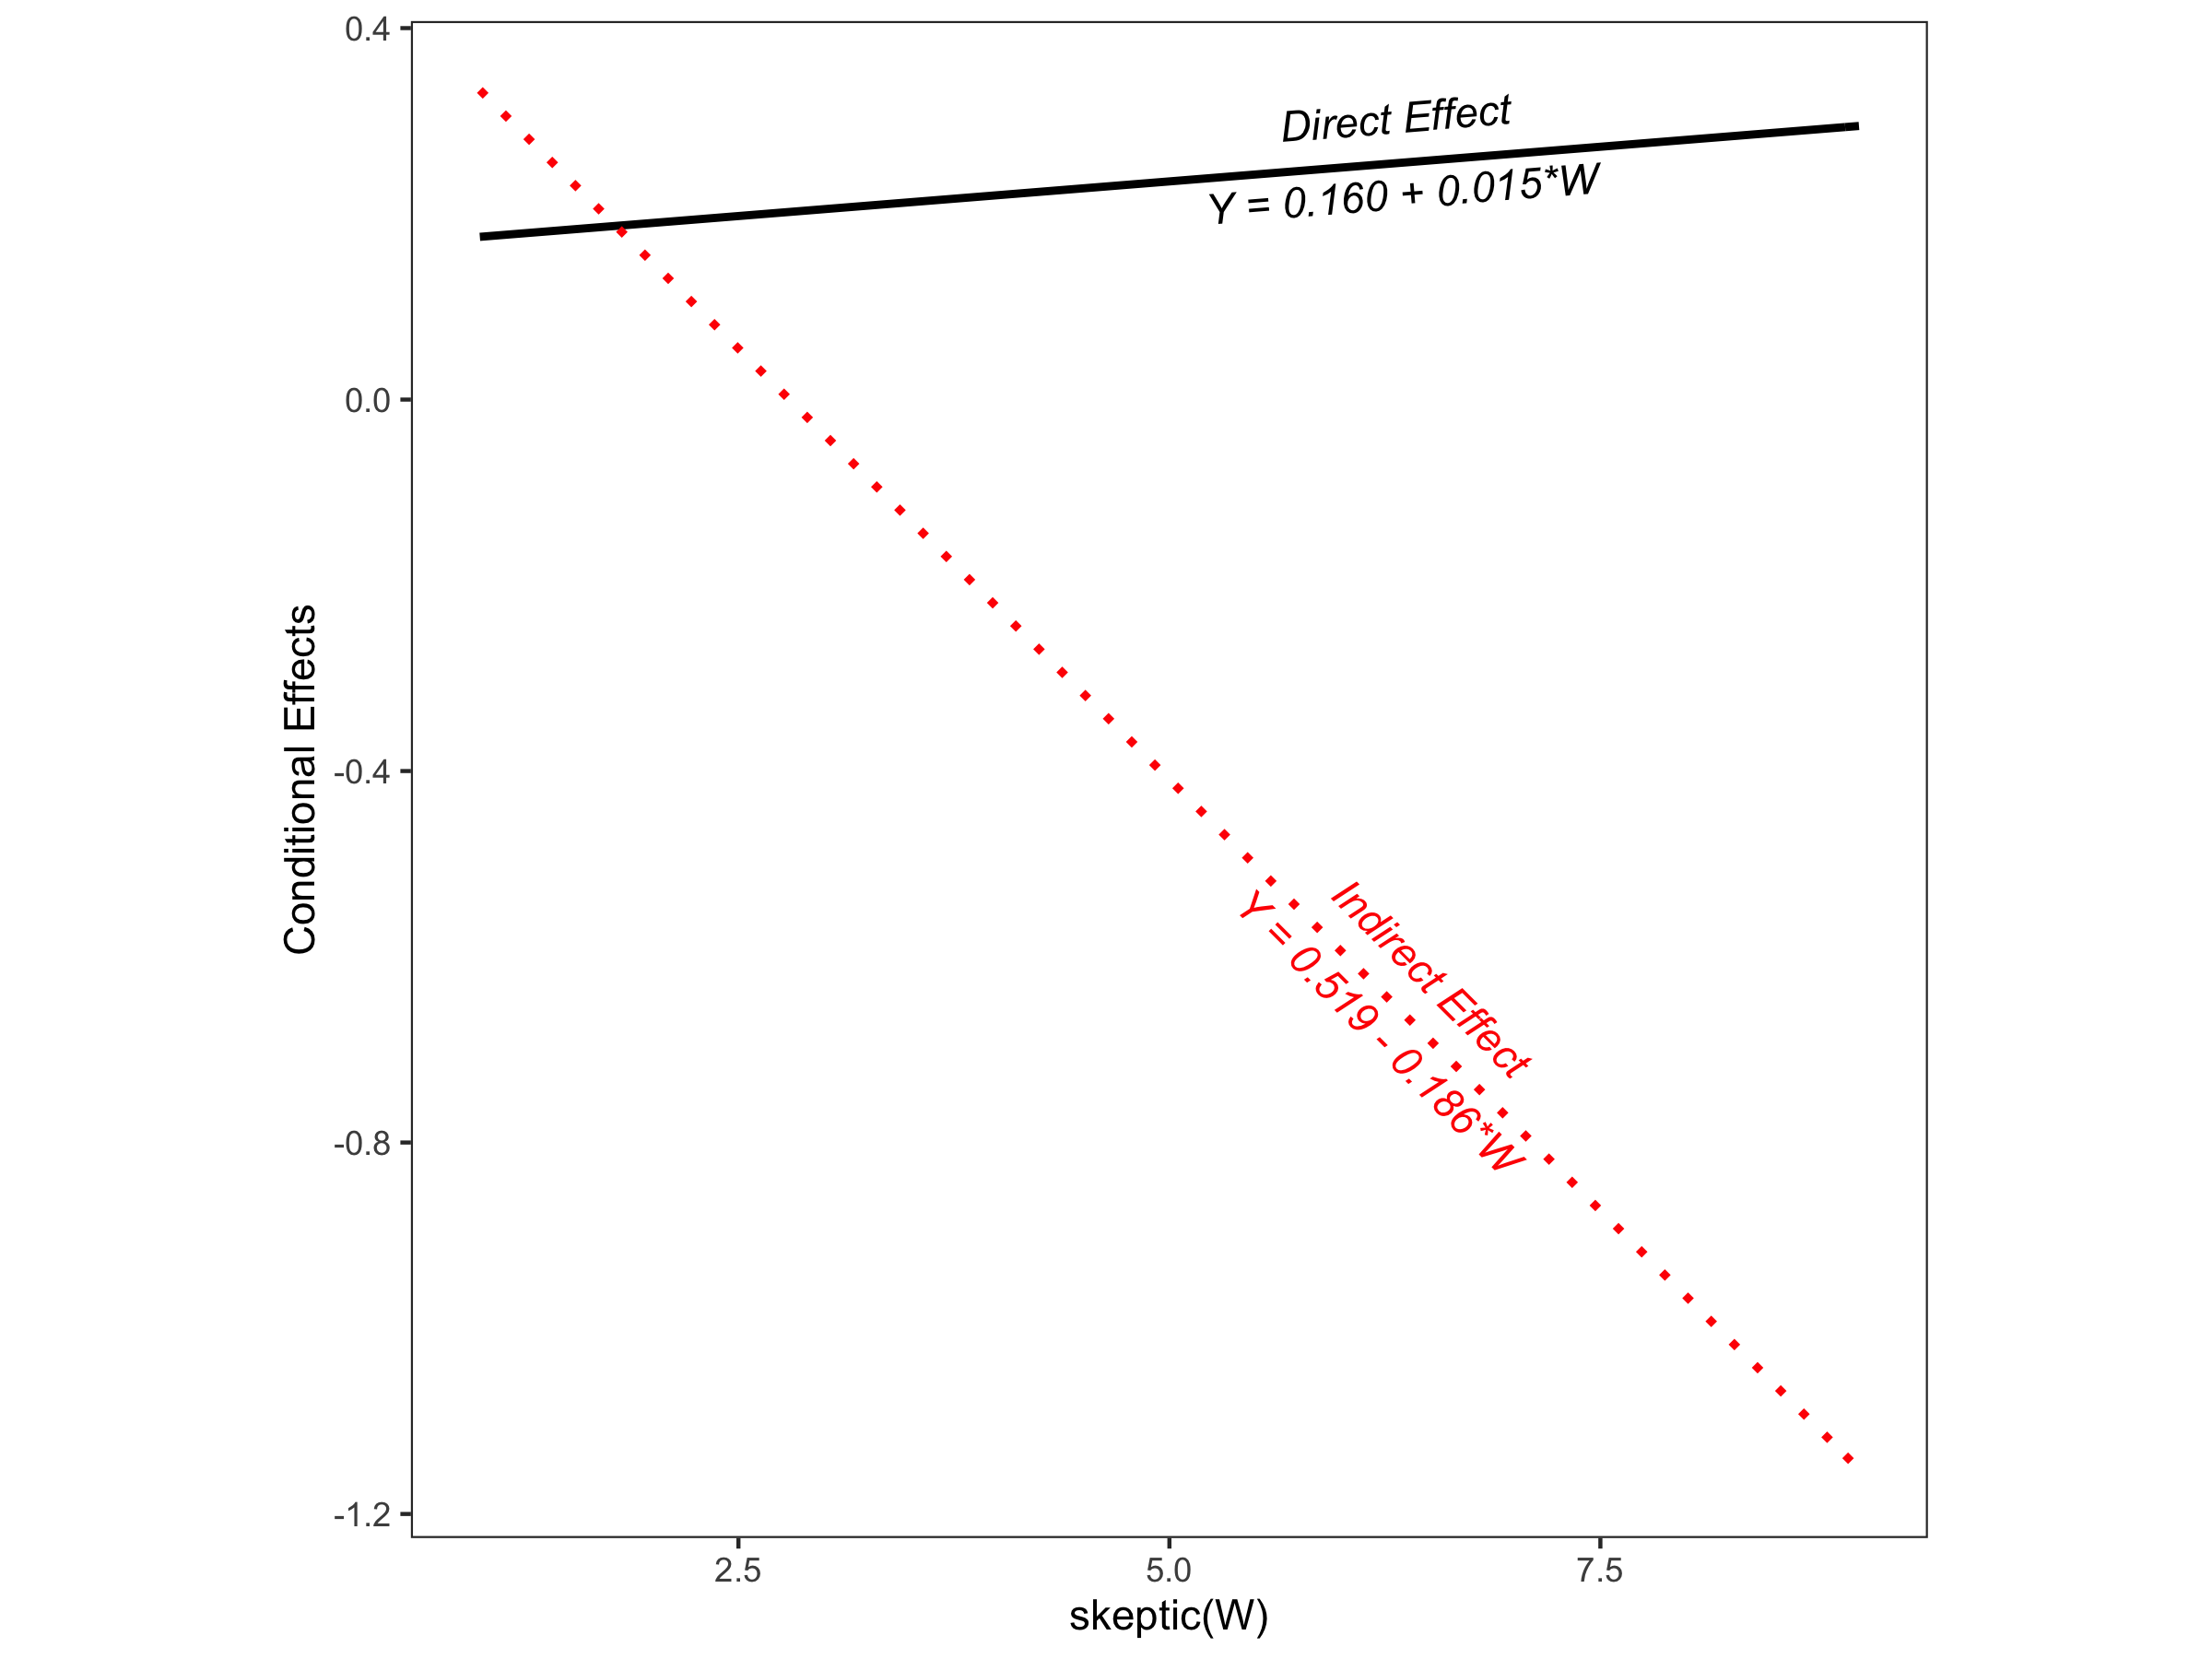 0.4
0.0
-0.4
-0.8
-1.2
Conditional Effects
Direct Effect
Y = 0.160 + 0.015*W
Indirect Effect
Y = 0.519 - 0.186*W
2.5
5.0
7.5
skeptic(W)